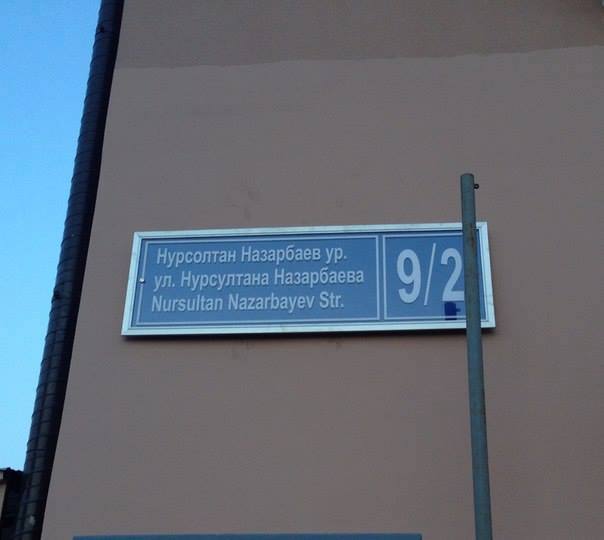 Нурсолтан Назарбаев ур.
ул. Нурсултана Назарбаева
Nursultan Nazarbayev Str.
9/2